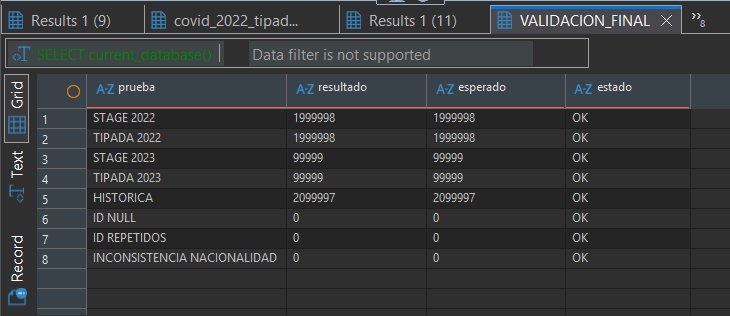 Results 1 (9) covid_2022_tipad... Results 1 (11) VALIDACION_FINAL 8
SELECT current_database() Data filter is not supported
Grid
Text
Record
A-Z prueba A-Z resultado A-Z esperado A-Z estado
1 STAGE 2022 1999998 1999998 OK
2 TIPADA 2022 1999998 1999998 OK
3 STAGE 2023 99999 99999 OK
4 TIPADA 2023 99999 99999 OK
5 HISTORICA 2099997 2099997 OK
6 ID NULL 0 0 OK
7 ID REPETIDOS 0 0 OK
8 INCONSISTENCIA NACIONALIDAD 0 0 OK